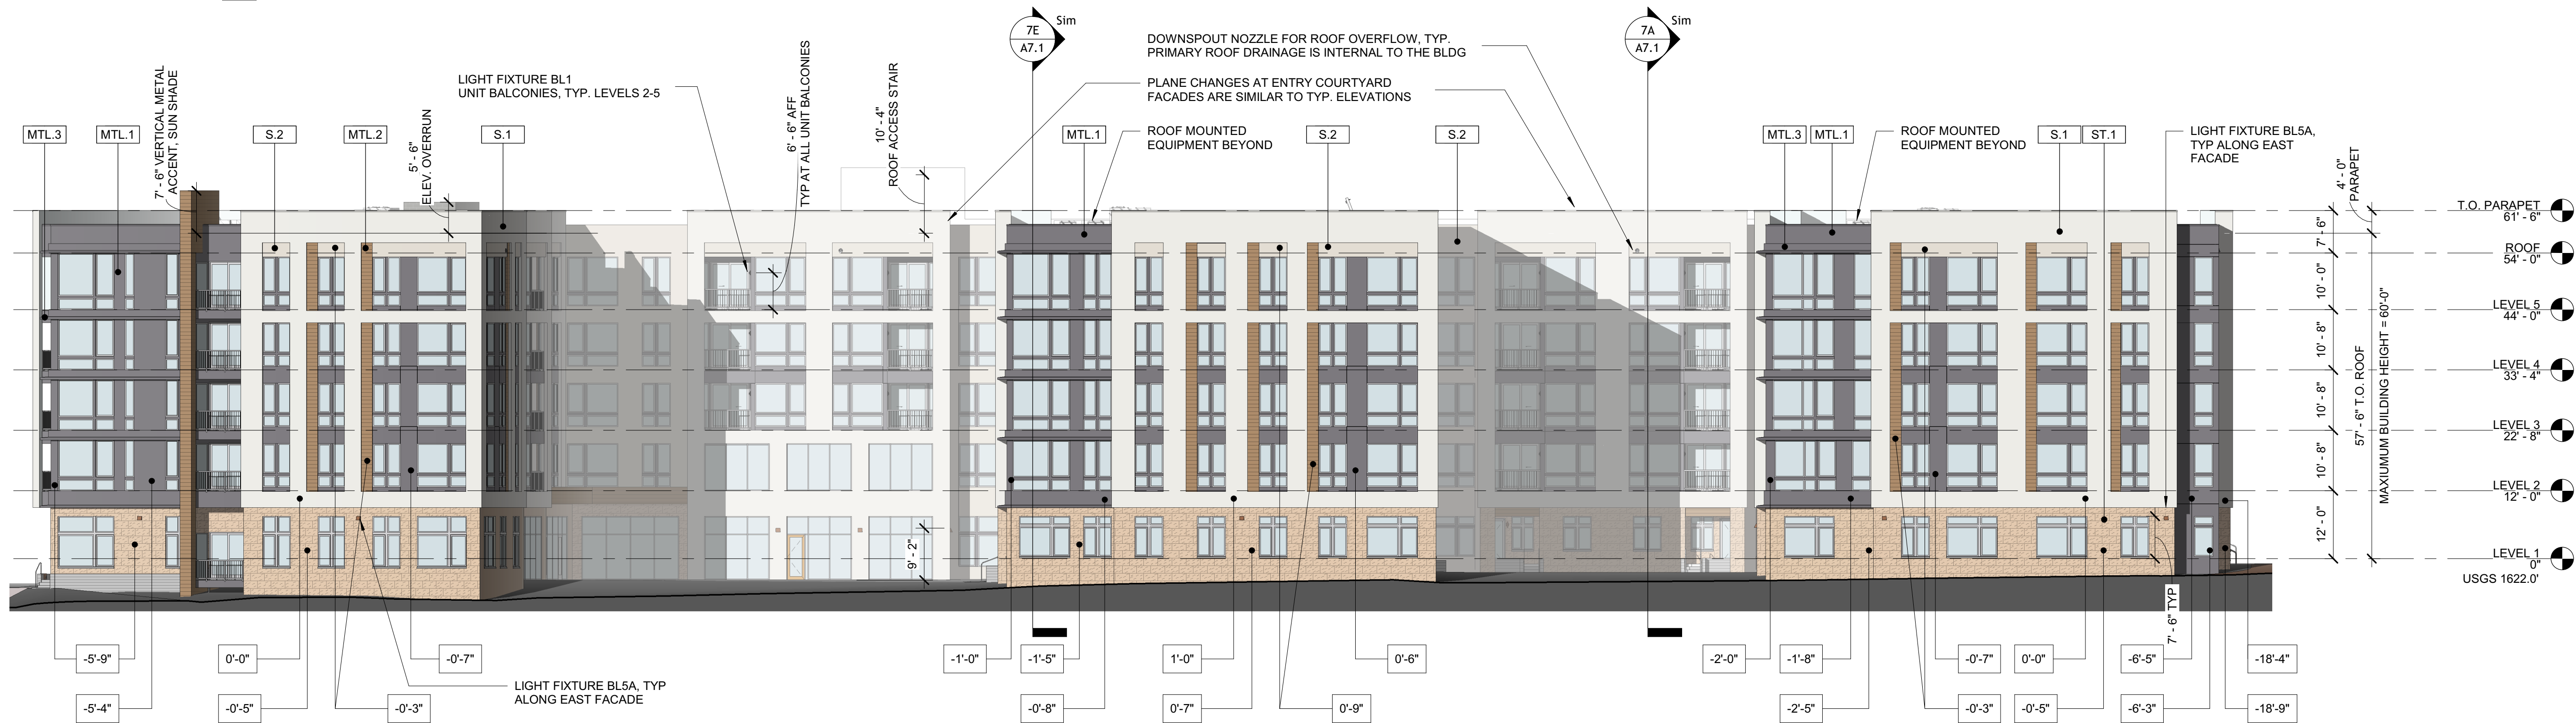 7E
A7.1
Sim
7A
A7.1
Sim
DOWNSPOUT NOZZLE FOR ROOF OVERFLOW, TYP.
PRIMARY ROOF DRAINAGE IS INTERNAL TO THE BLDG
PLANE CHANGES AT ENTRY COURTYARD
FACADES ARE SIMILAR TO TYP. ELEVATIONS
LIGHT FIXTURE BL1
UNIT BALCONIES, TYP. LEVELS 2-5
7' - 6" VERTICAL METAL
ACCENT, SUN SHADE
5' - 6"
ELEV. OVERRUN
6' - 6" AFF
TYP AT ALL UNIT BALCONIES
10' - 4"
ROOF ACCESS STAIR
MTL.3
MTL.1
S.2
MTL.2
S.1
MTL.1
ROOF MOUNTED
EQUIPMENT BEYOND
S.2
S.2
MTL.3
MTL.1
ROOF MOUNTED
EQUIPMENT BEYOND
S.1
ST.1
LIGHT FIXTURE BL5A,
TYP ALONG EAST
FACADE
4' - 0"
PARAPET
T.O. PARAPET
61' - 6"
ROOF
54' - 0"
LEVEL 5
44' - 0"
LEVEL 4
33' - 4"
LEVEL 3
22' - 8"
LEVEL 2
12' - 0"
LEVEL 1
0"
USGS 1622.0'
7' - 6"
10' - 0"
10' - 8"
10' - 8"
10' - 8"
12' - 0"
57' - 6" T.O. ROOF
MAXIUMUM BUILDING HEIGHT = 60'-0"
9' - 2"
7' - 6" TYP
-5'-9"
0'-0"
-0'-7"
-1'-0"
-1'-5"
1'-0"
0'-6"
-2'-0"
-1'-8"
-0'-7"
0'-0"
-6'-5"
-18'-4"
LIGHT FIXTURE BL5A, TYP
ALONG EAST FACADE
-5'-4"
-0'-5"
-0'-3"
-0'-8"
0'-7"
0'-9"
-2'-5"
-0'-3"
-0'-5"
-6'-3"
-18'-9"